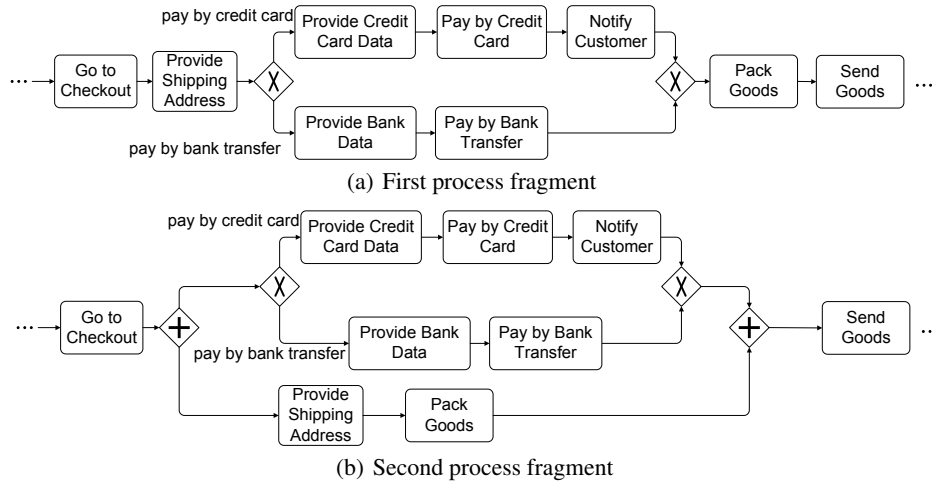 pay by credit card
Provide Credit
Card Data
Pay by Credit
Card
Notify
Customer
...
Go to
Checkout
Provide
Shipping
Address
X
X
Pack
Goods
Send
Goods
...
Provide Bank
Data
Pay by Bank
Transfer
pay by bank transfer
(a) First process fragment
pay by credit card
Provide Credit
Card Data
Pay by Credit
Card
Notify
Customer
X
X
...
Go to
Checkout
+
+
Send
Goods
..
pay by bank transfer
Provide Bank
Data
Pay by Bank
Transfer
Provide
Shipping
Address
Pack
Goods
(b) Second process fragment